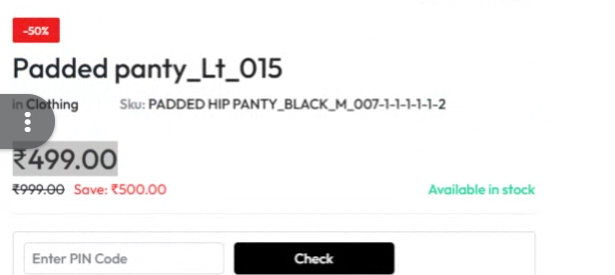 -50%
Padded panty_Lt_015
in Clothing Sku: PADDED HIP PANTY_BLACK_M_007-1-1-1-1-1-2
₹499.00
₹999.00 Save: ₹500.00 Available in stock
Enter PIN Code Check